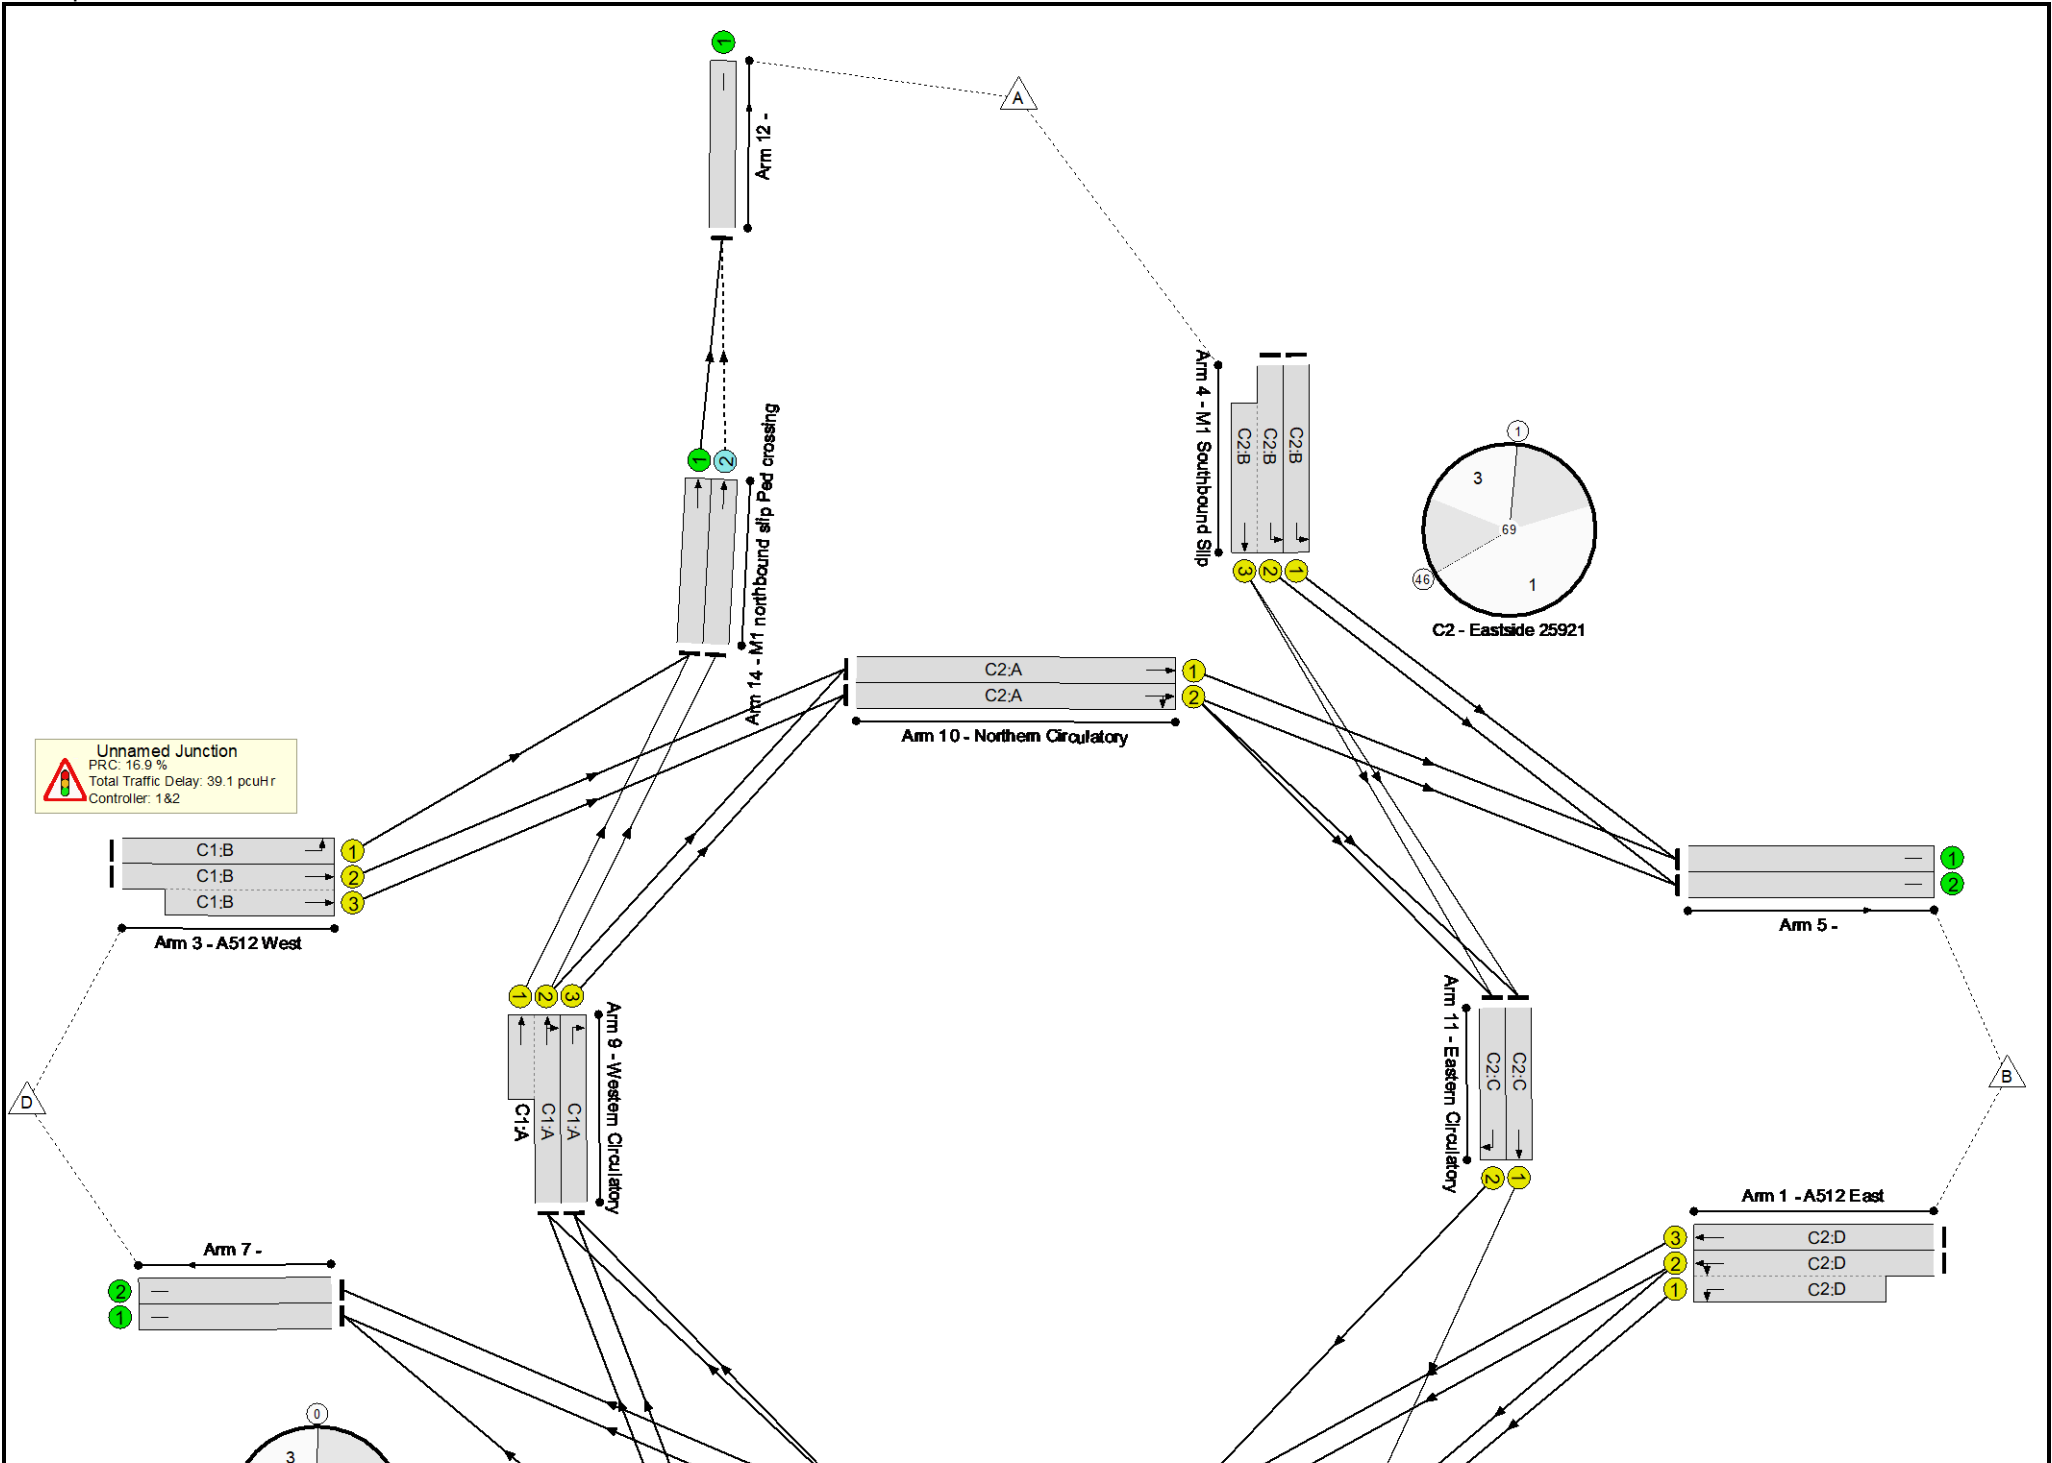 1
Arm 12 -
A
Arm 4 - M1 Southbound Slip
C2:B
C2:B
C2:B
3
2
1
1
3
69
46
1
C2 - Eastside 25921
1
2
Arm 14 - M1 northbound slip Ped crossing
C2:A
1
C2:A
2
Arm 10 - Northern Circulatory
Unnamed Junction
PRC: 16.9 %
Total Traffic Delay: 39.1 pcuHr
Controller: 1&2
C1:B
1
C1:B
2
C1:B
3
Arm 3 - A512 West
1
2
Arm 5 -
1
2
3
C1:A
C1:A
C1:A
Arm 9 - Western Circulatory
Arm 11 - Eastern Circulatory
C2:C
C2:C
2
1
D
B
Arm 1 - A512 East
3
C2:D
2
C2:D
1
C2:D
Arm 7 -
2
1
0
3